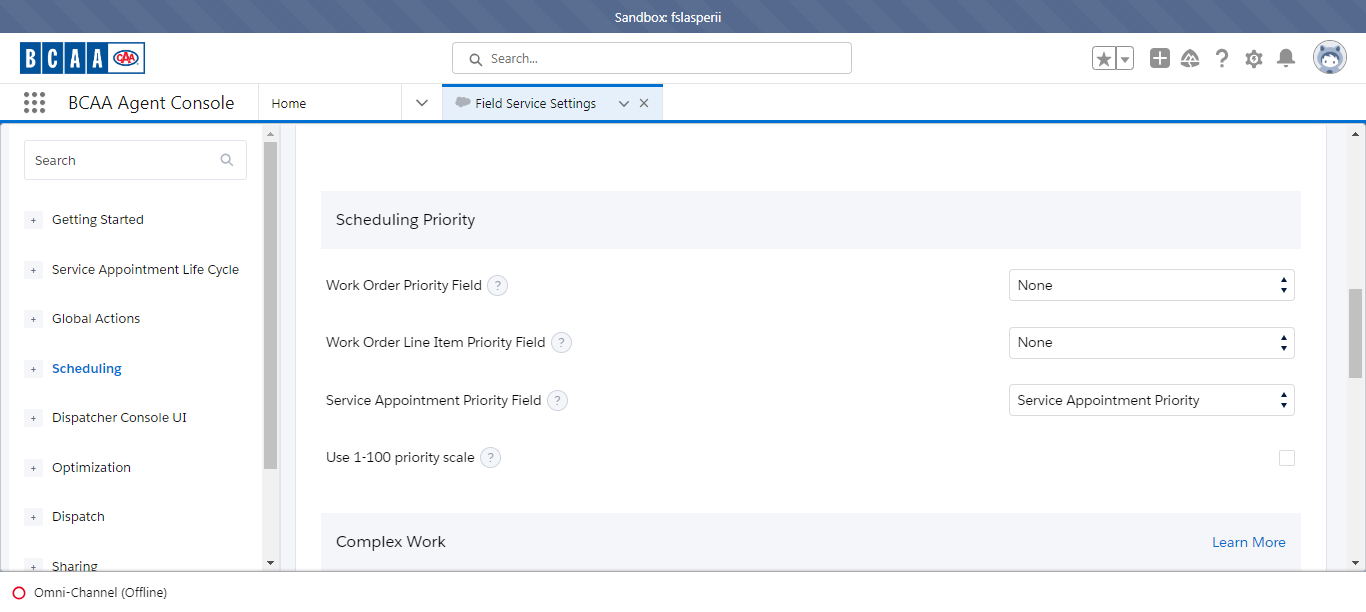 Sandbox: fslasperii
BCAA CAA
Search...
BCAA Agent Console
Home
Field Service Settings
Search
+ Getting Started
+ Service Appointment Life Cycle
+ Global Actions
+ Scheduling
+ Dispatcher Console UI
+ Optimization
+ Dispatch
+ Sharing
Scheduling Priority
Work Order Priority Field ? None
Work Order Line Item Priority Field ? None
Service Appointment Priority Field ? Service Appointment Priority
Use 1-100 priority scale ?
Complex Work Learn More
Omni-Channel (Offline)